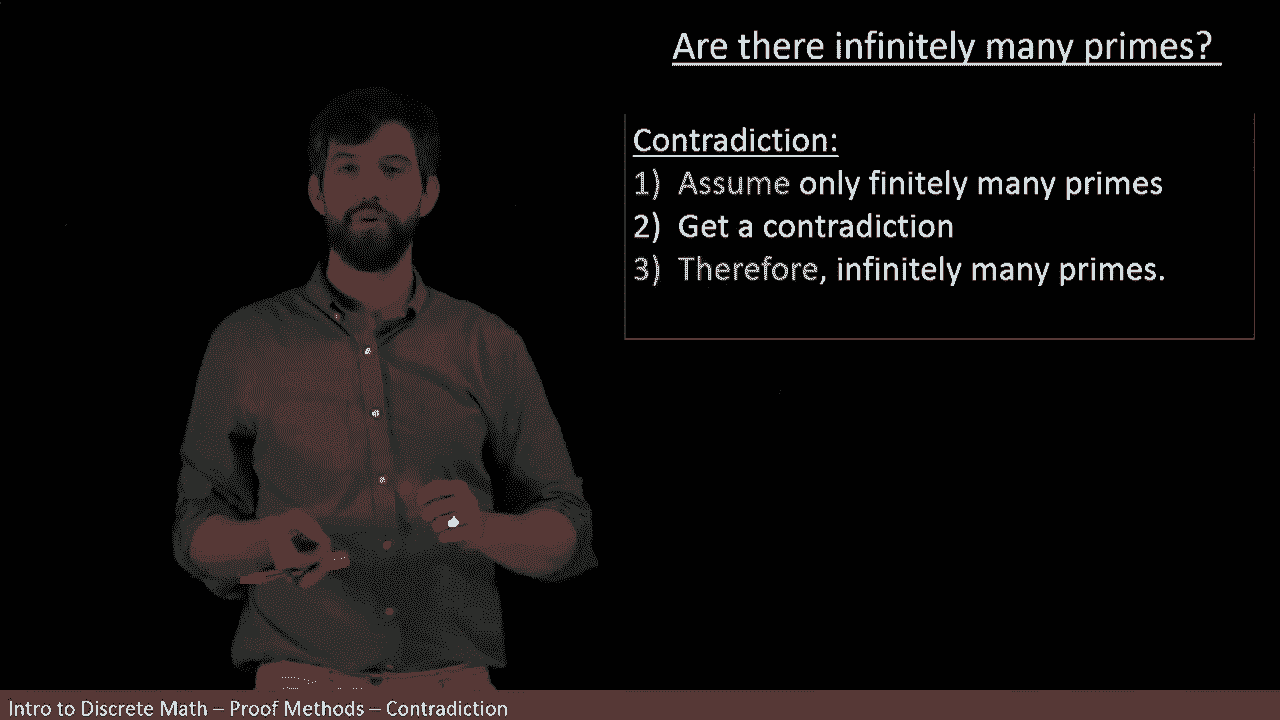 Are there infinitely many primes?
Contradiction:
1) Assume only finitely many primes
2) Get a contradiction
3) Therefore, infinitely many primes.
Intro to Discrete Math – Proof Methods – Contradiction